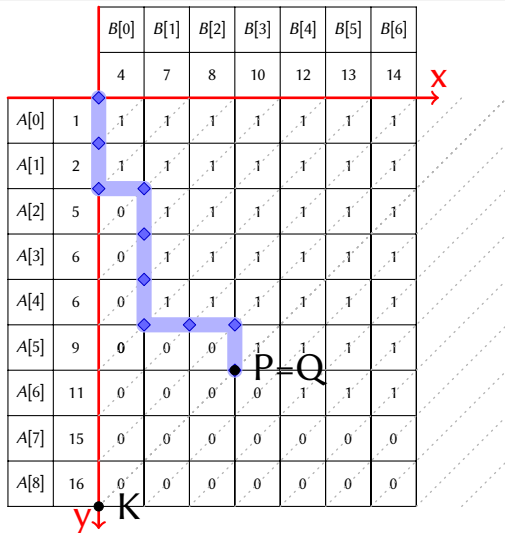 B[0] B[1] B[2] B[3] B[4] B[5] B[6]
4 7 8 10 12 13 14
x
A[0] 1 1 1 1 1 1 1 1
A[1] 2 1 1 1 1 1 1 1
A[2] 5 0 1 1 1 1 1 1
A[3] 6 0 1 1 1 1 1 1
A[4] 6 0 1 1 1 1 1 1
A[5] 9 0 0 0 1 1 1 1
P=Q
A[6] 11 0 0 0 0 1 1 1
A[7] 15 0 0 0 0 0 0 0
A[8] 16 0 0 0 0 0 0 0
y K